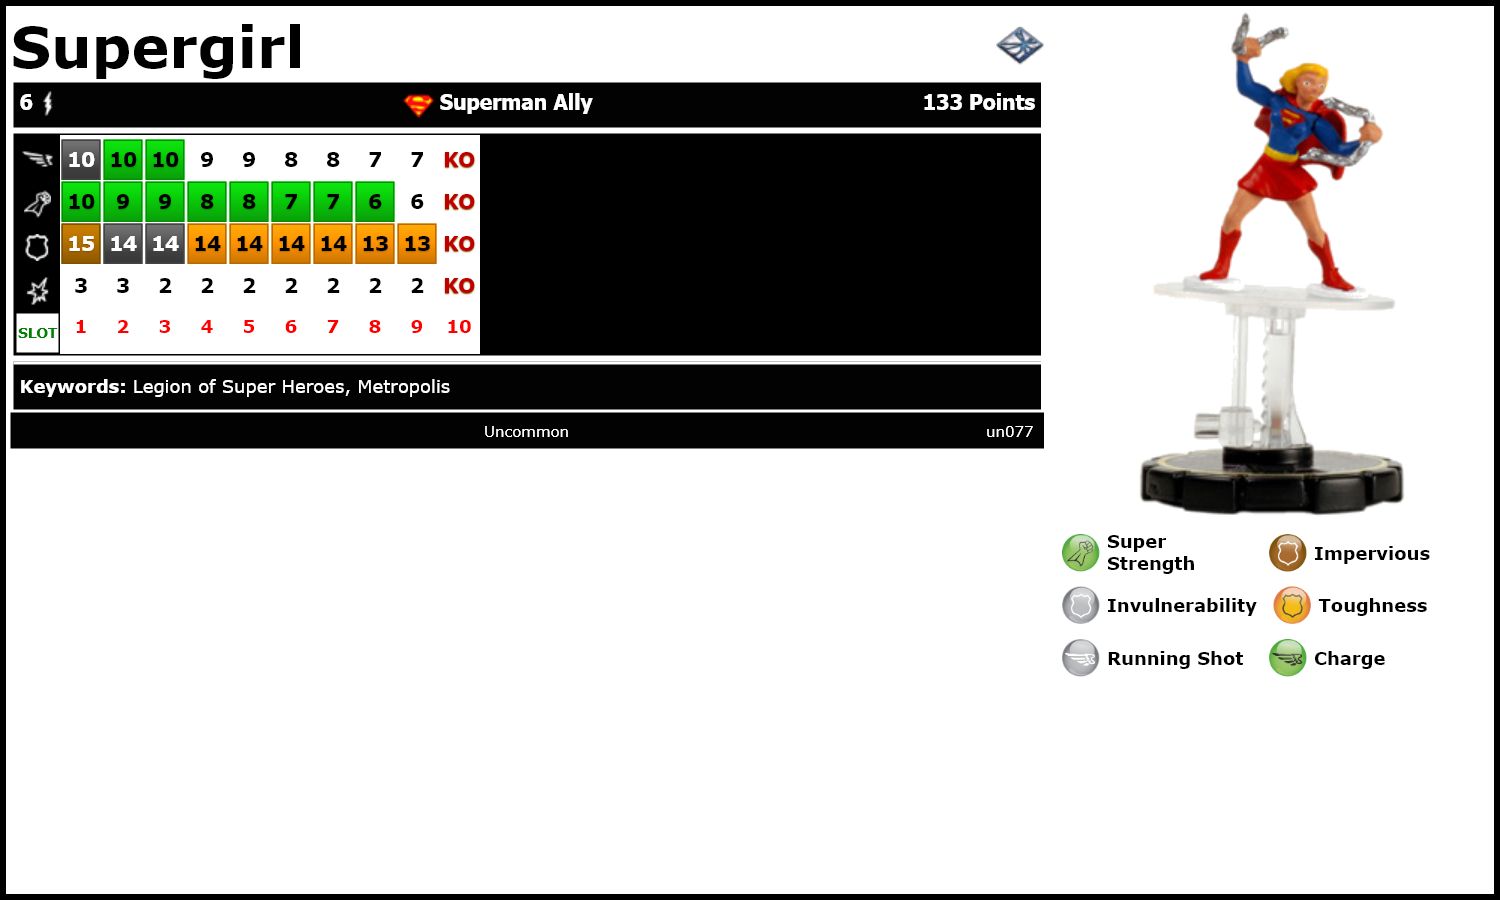 Supergirl
6 Superman Ally 133 Points
10 10 10 9 9 8 8 7 7 KO
10 9 9 8 8 7 7 6 6 KO
15 14 14 14 14 14 14 13 13 KO
3 3 2 2 2 2 2 2 2 KO
SLOT 1 2 3 4 5 6 7 8 9 10
Keywords: Legion of Super Heroes, Metropolis
Uncommon un077
Super
Strength
Impervious
Invulnerability
Toughness
Running Shot
Charge